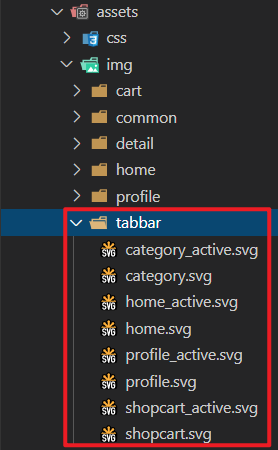 assets
css
img
cart
common
detail
home
profile
tabbar
SVG category_active.svg
SVG category.svg
SVG home_active.svg
SVG home.svg
SVG profile_active.svg
SVG profile.svg
SVG shopcart_active.svg
SVG shopcart.svg